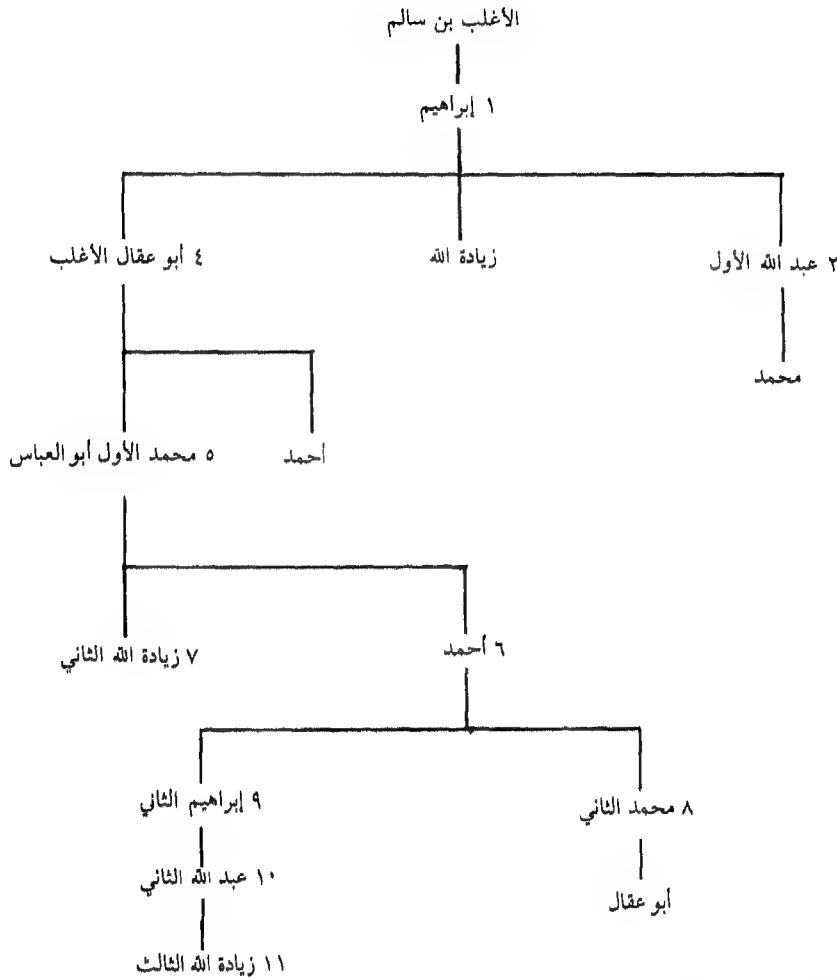 الأغلب بن سالم
١ إبراهيم
٢ عبد الله الأول
زيادة الله
٤ أبو عقال الأغلب
محمد
أحمد
٥ محمد الأول أبو العباس
٦ أحمد
٧ زيادة الله الثاني
٨ محمد الثاني
٩ إبراهيم الثاني
أبو عقال
١٠ عبد الله الثاني
١١ زيادة الله الثالث